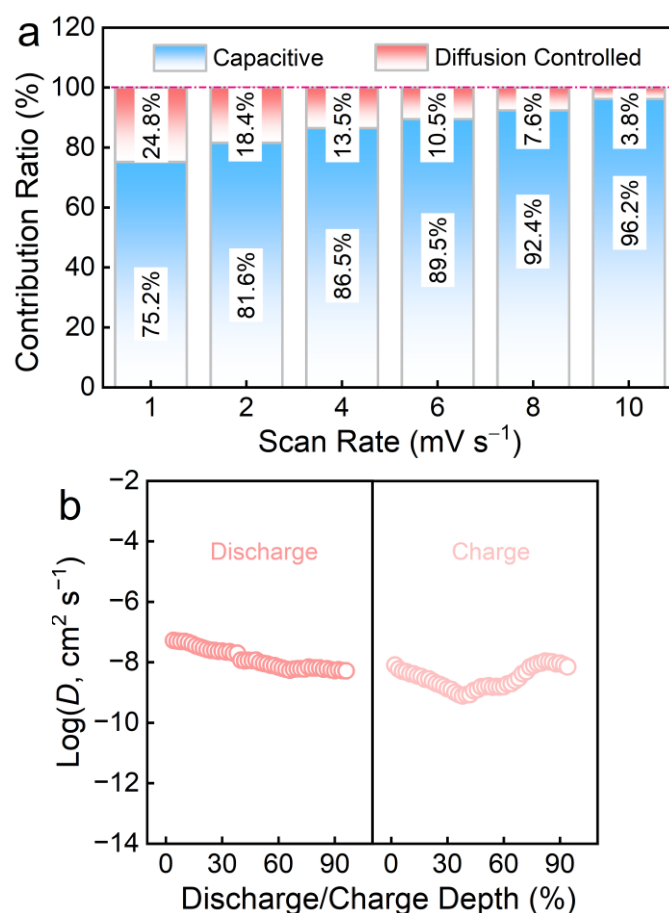 a
120
Capacitive
Diffusion Controlled
100
24.8%
18.4%
13.5%
10.5%
7.6%
3.8%
80
75.2%
81.6%
86.5%
89.5%
92.4%
96.2%
60
40
20
0
Contribution Ratio (%)
1 2 4 6 8 10
Scan Rate (mV s⁻¹)
b
−2
−4
−6
−8
−10
−12
−14
Log(D, cm² s⁻¹)
Discharge
Charge
0 30 60 90 0 30 60 90
Discharge/Charge Depth (%)